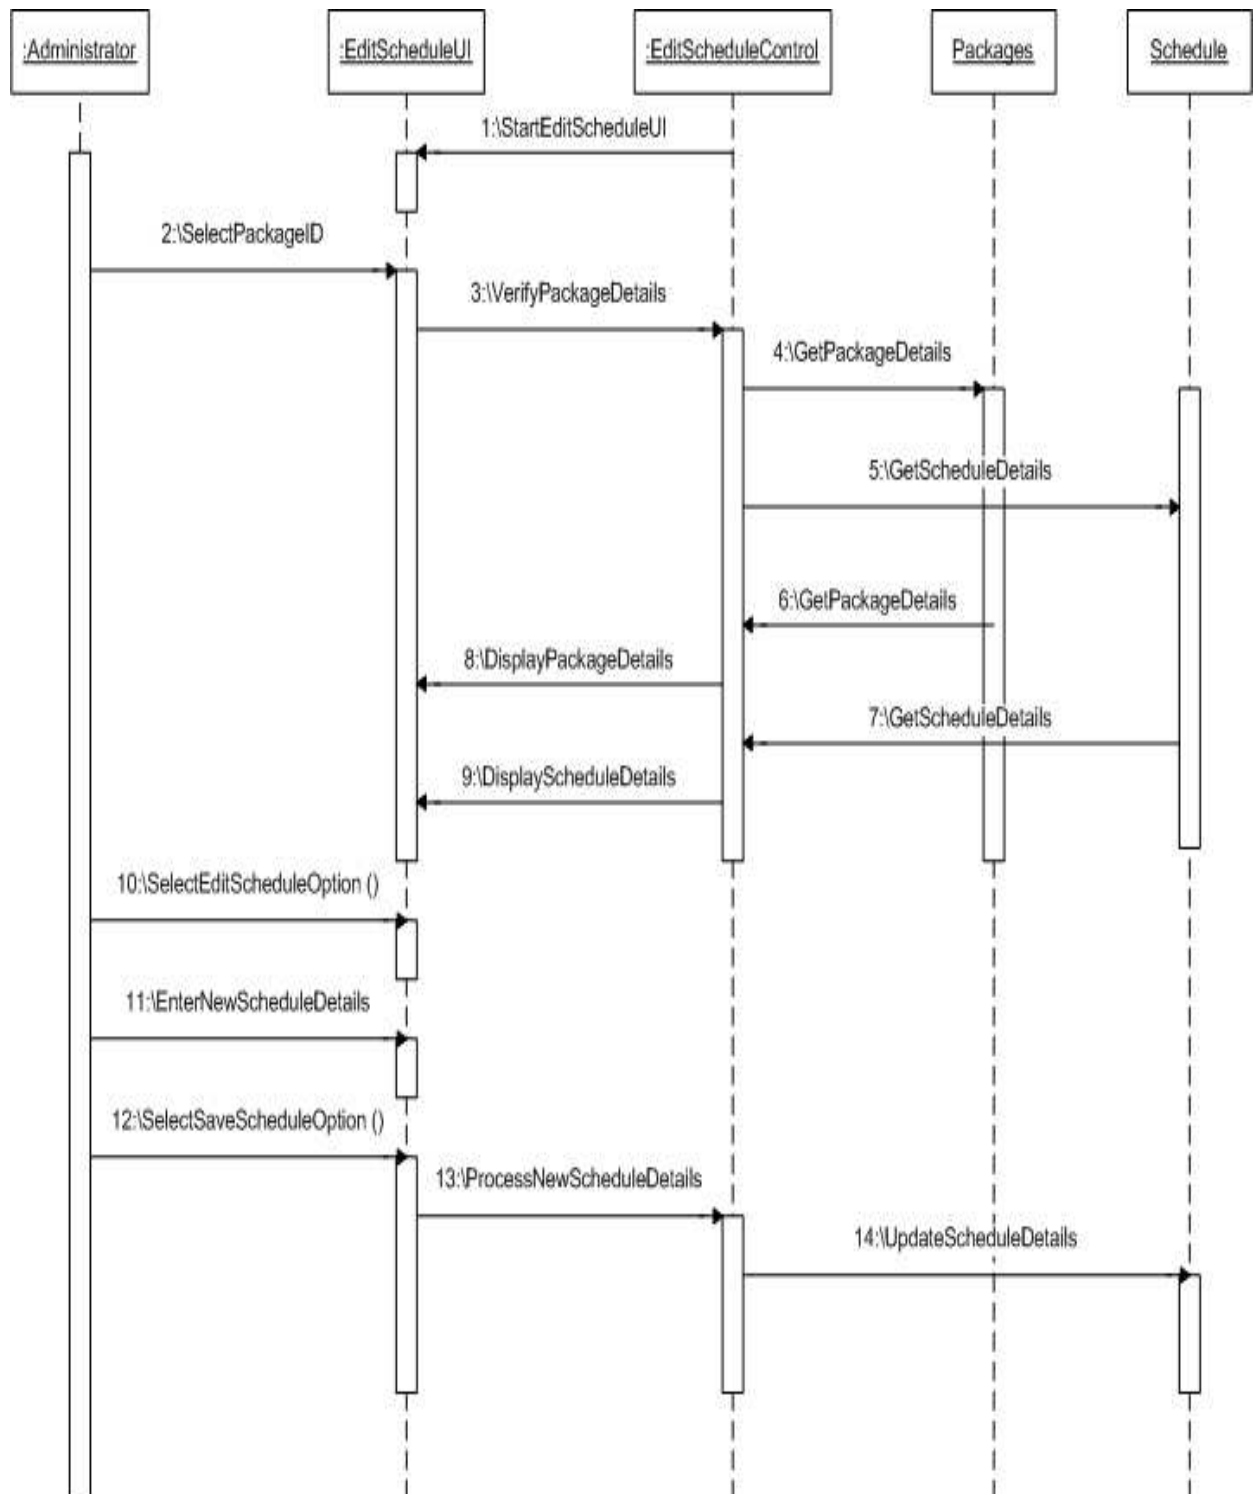 :Administrator
:EditScheduleUI
:EditScheduleControl
Packages
Schedule
1:\StartEditScheduleUI
2:\SelectPackageID
3:\VerifyPackageDetails
4:\GetPackageDetails
5:\GetScheduleDetails
6:\GetPackageDetails
8:\DisplayPackageDetails
7:\GetScheduleDetails
9:\DisplayScheduleDetails
10:\SelectEditScheduleOption ()
11:\EnterNewScheduleDetails
12:\SelectSaveScheduleOption ()
13:\ProcessNewScheduleDetails
14:\UpdateScheduleDetails